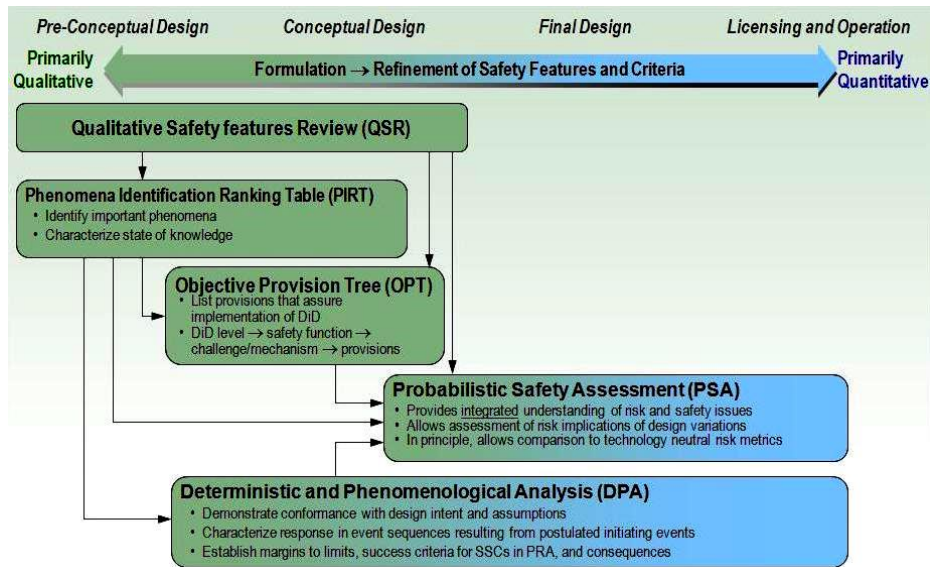 Pre-Conceptual Design Conceptual Design Final Design Licensing and Operation
Primarily
Qualitative
Formulation → Refinement of Safety Features and Criteria
Primarily
Quantitative
Qualitative Safety features Review (QSR)
Phenomena Identification Ranking Table (PIRT)
• Identify important phenomena
• Characterize state of knowledge
Objective Provision Tree (OPT)
• List provisions that assure
implementation of DiD
• DiD level → safety function →
challenge/mechanism → provisions
Probabilistic Safety Assessment (PSA)
• Provides integrated understanding of risk and safety issues
• Allows assessment of risk implications of design variations
• In principle, allows comparison to technology neutral risk metrics
Deterministic and Phenomenological Analysis (DPA)
• Demonstrate conformance with design intent and assumptions
• Characterize response in event sequences resulting from postulated initiating events
• Establish margins to limits, success criteria for SSCs in PRA, and consequences